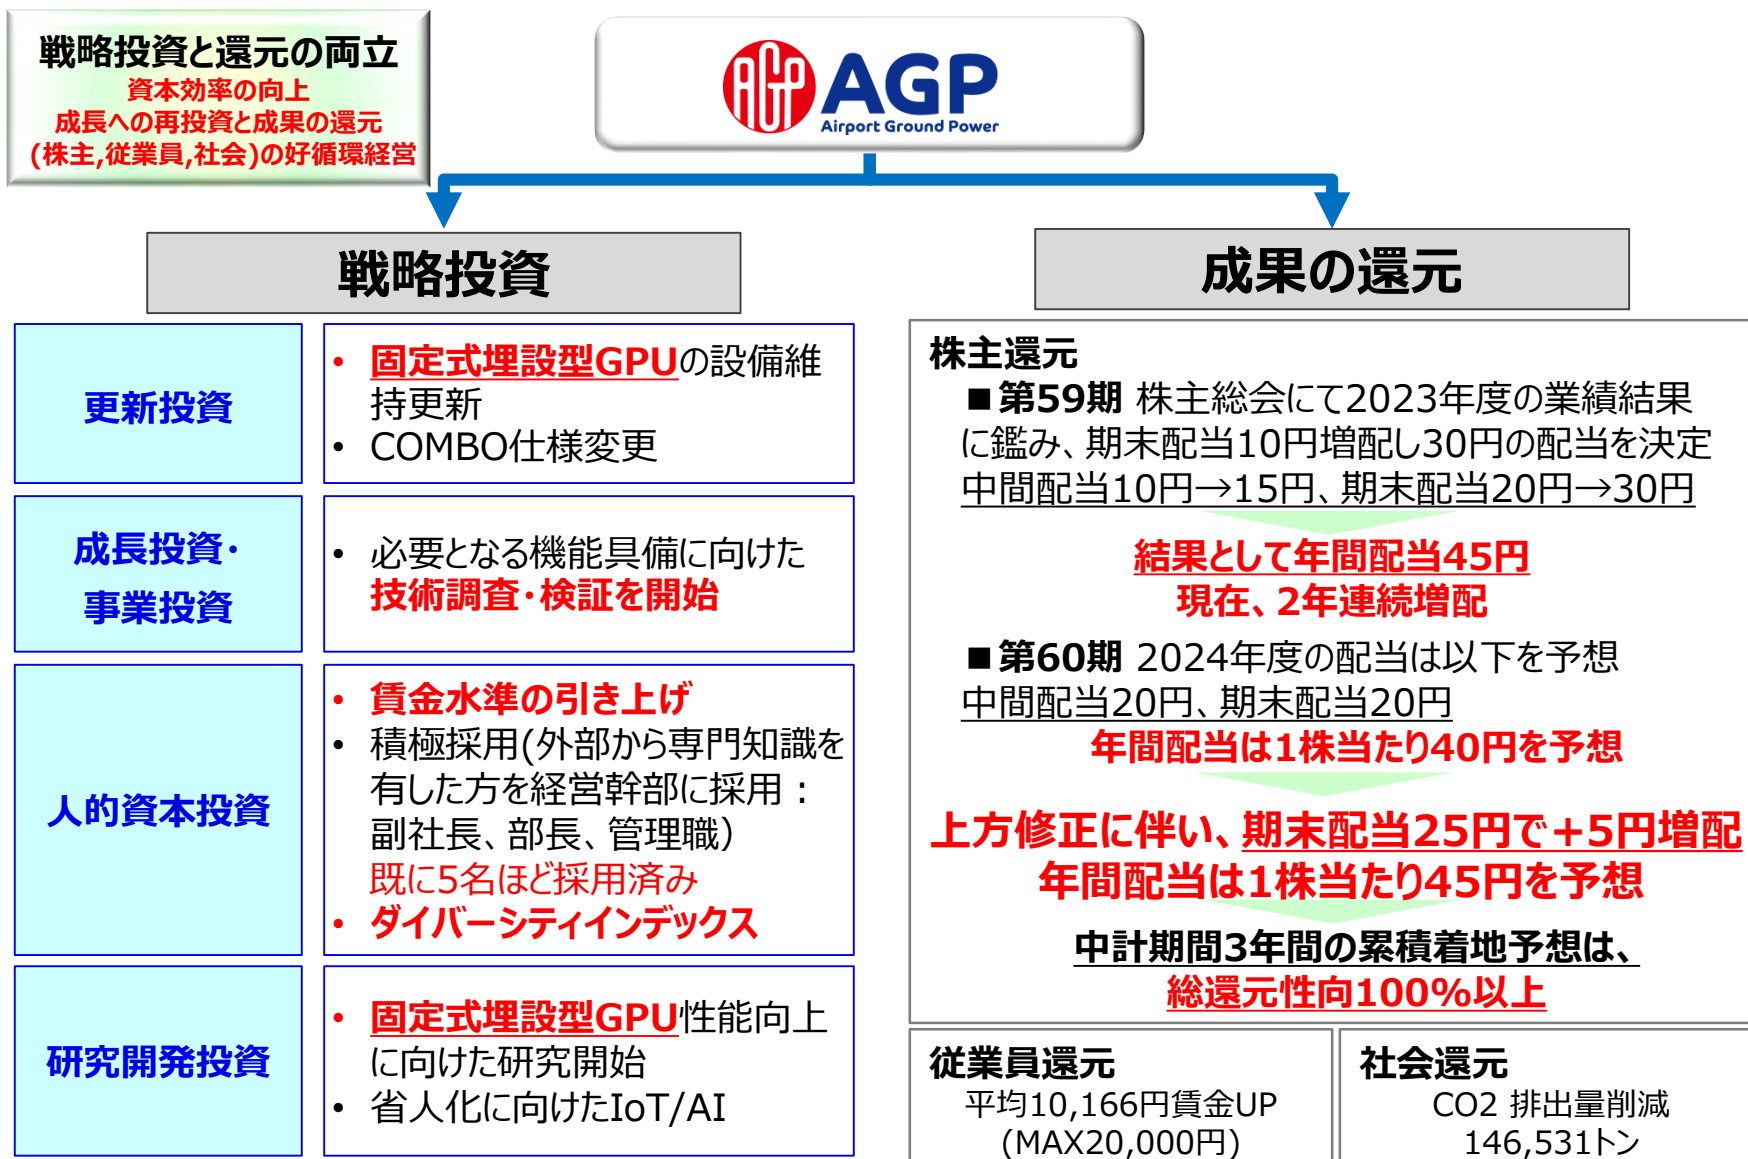 戦略投資と還元の両立
資本効率の向上
成長への再投資と成果の還元
(株主,従業員,社会)の好循環経営
AGP AGP
Airport Ground Power
戦略投資
更新投資
• 固定式埋設型GPUの設備維
持更新
• COMBO仕様変更
成長投資・
事業投資
• 必要となる機能具備に向けた
技術調査・検証を開始
人的資本投資
• 賃金水準の引き上げ
• 積極採用(外部から専門知識を
有した方を経営幹部に採用：
副社長、部長、管理職）
既に5名ほど採用済み
• ダイバーシティインデックス
研究開発投資
• 固定式埋設型GPU性能向上
に向けた研究開始
• 省人化に向けたIoT/AI
成果の還元
株主還元
■第59期 株主総会にて2023年度の業績結果
に鑑み、期末配当10円増配し30円の配当を決定
中間配当10円→15円、期末配当20円→30円
結果として年間配当45円
現在、2年連続増配
■第60期 2024年度の配当は以下を予想
中間配当20円、期末配当20円
年間配当は1株当たり40円を予想
上方修正に伴い、期末配当25円で+5円増配
年間配当は1株当たり45円を予想
中計期間3年間の累積着地予想は、
総還元性向100%以上
従業員還元
平均10,166円賃金UP
(MAX20,000円)
社会還元
CO2 排出量削減
146,531トン